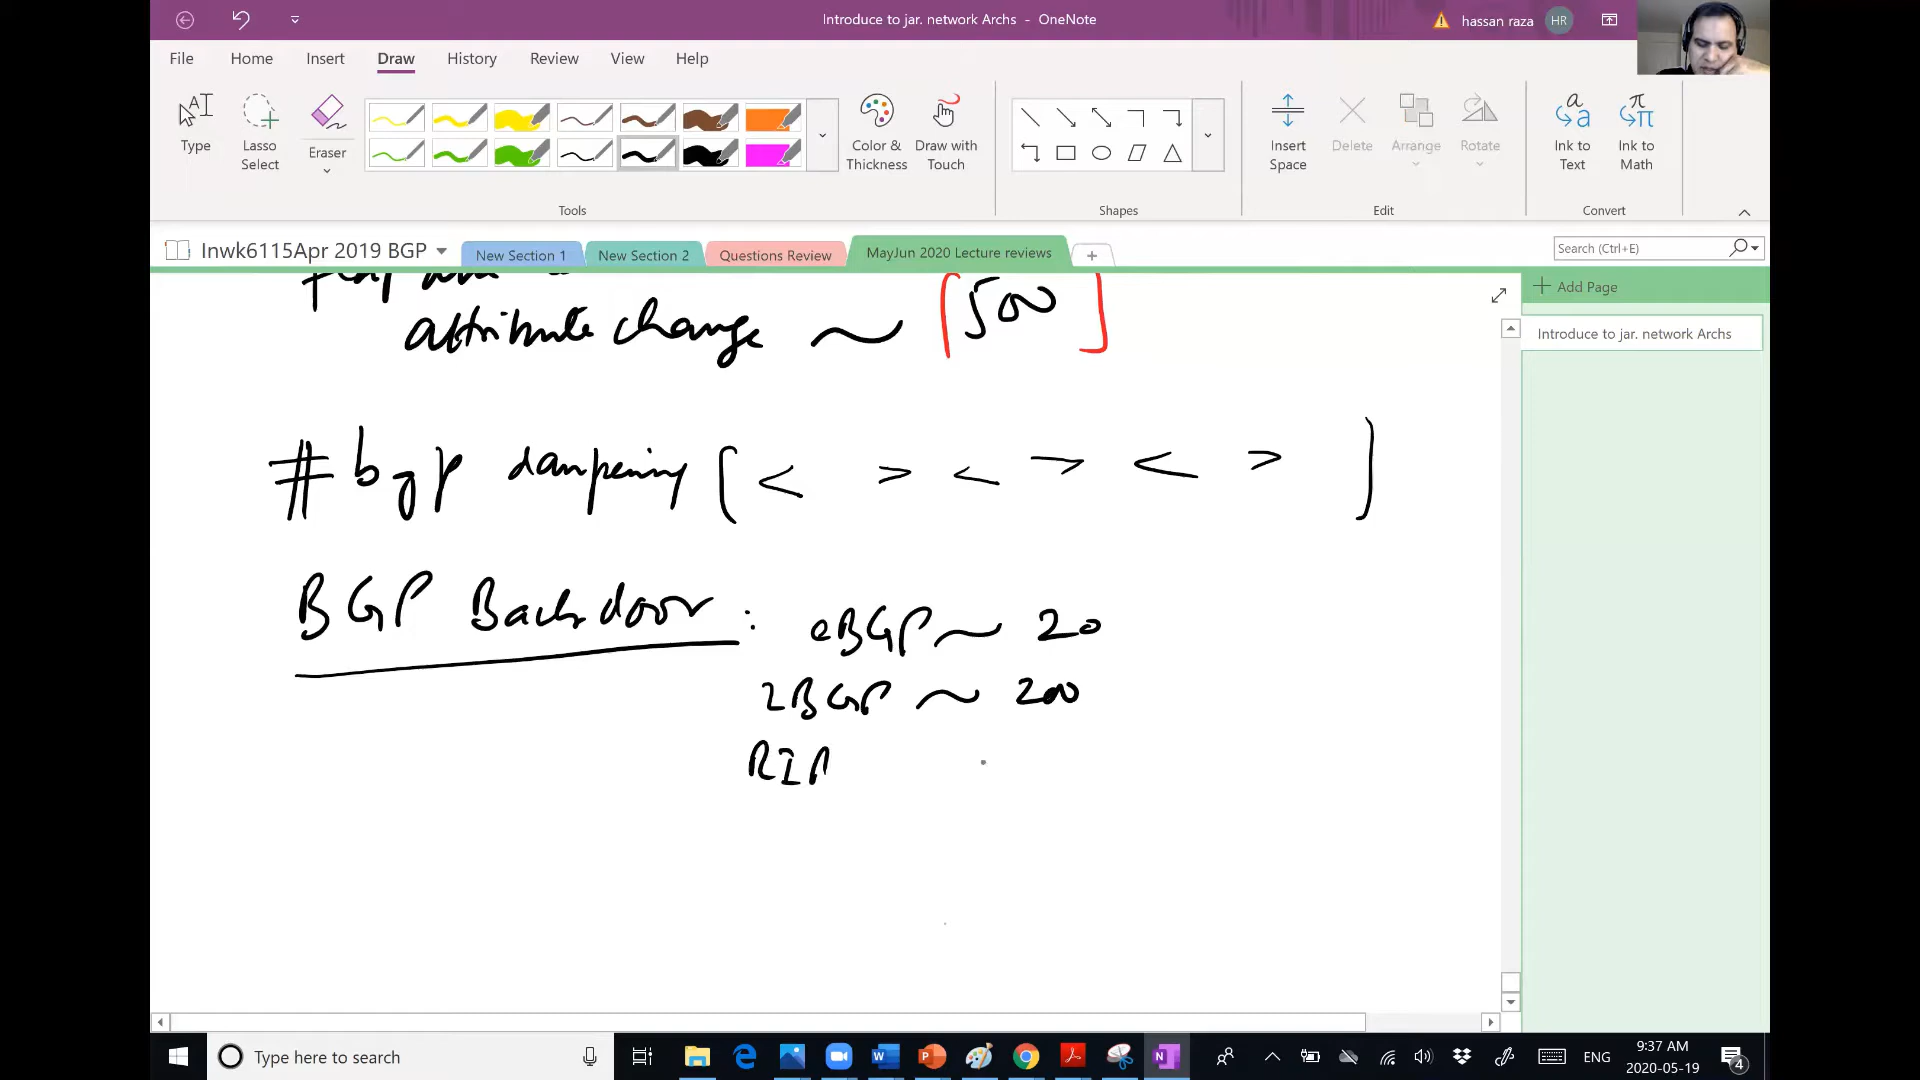 Introduce to jar. network Archs - OneNote
hassan raza
HR
File Home Insert Draw History Review View Help
Type
Lasso Select
Eraser
Color & Thickness
Draw with Touch
Insert Space
Delete
Arrange
Rotate
Ink to Text
Ink to Math
Tools
Shapes
Edit
Convert
Inwk6115Apr 2019 BGP
New Section 1
New Section 2
Questions Review
MayJun 2020 Lecture reviews
+
Search (Ctrl+E)
Add Page
Introduce to jar. network Archs
attribute change ~ [500]
# bgp dampening [< > < > < > ]
BGP Backdoor : eBGP ~ 20
IBGP ~ 200
RIP
Type here to search
ENG
9:37 AM
2020-05-19
4